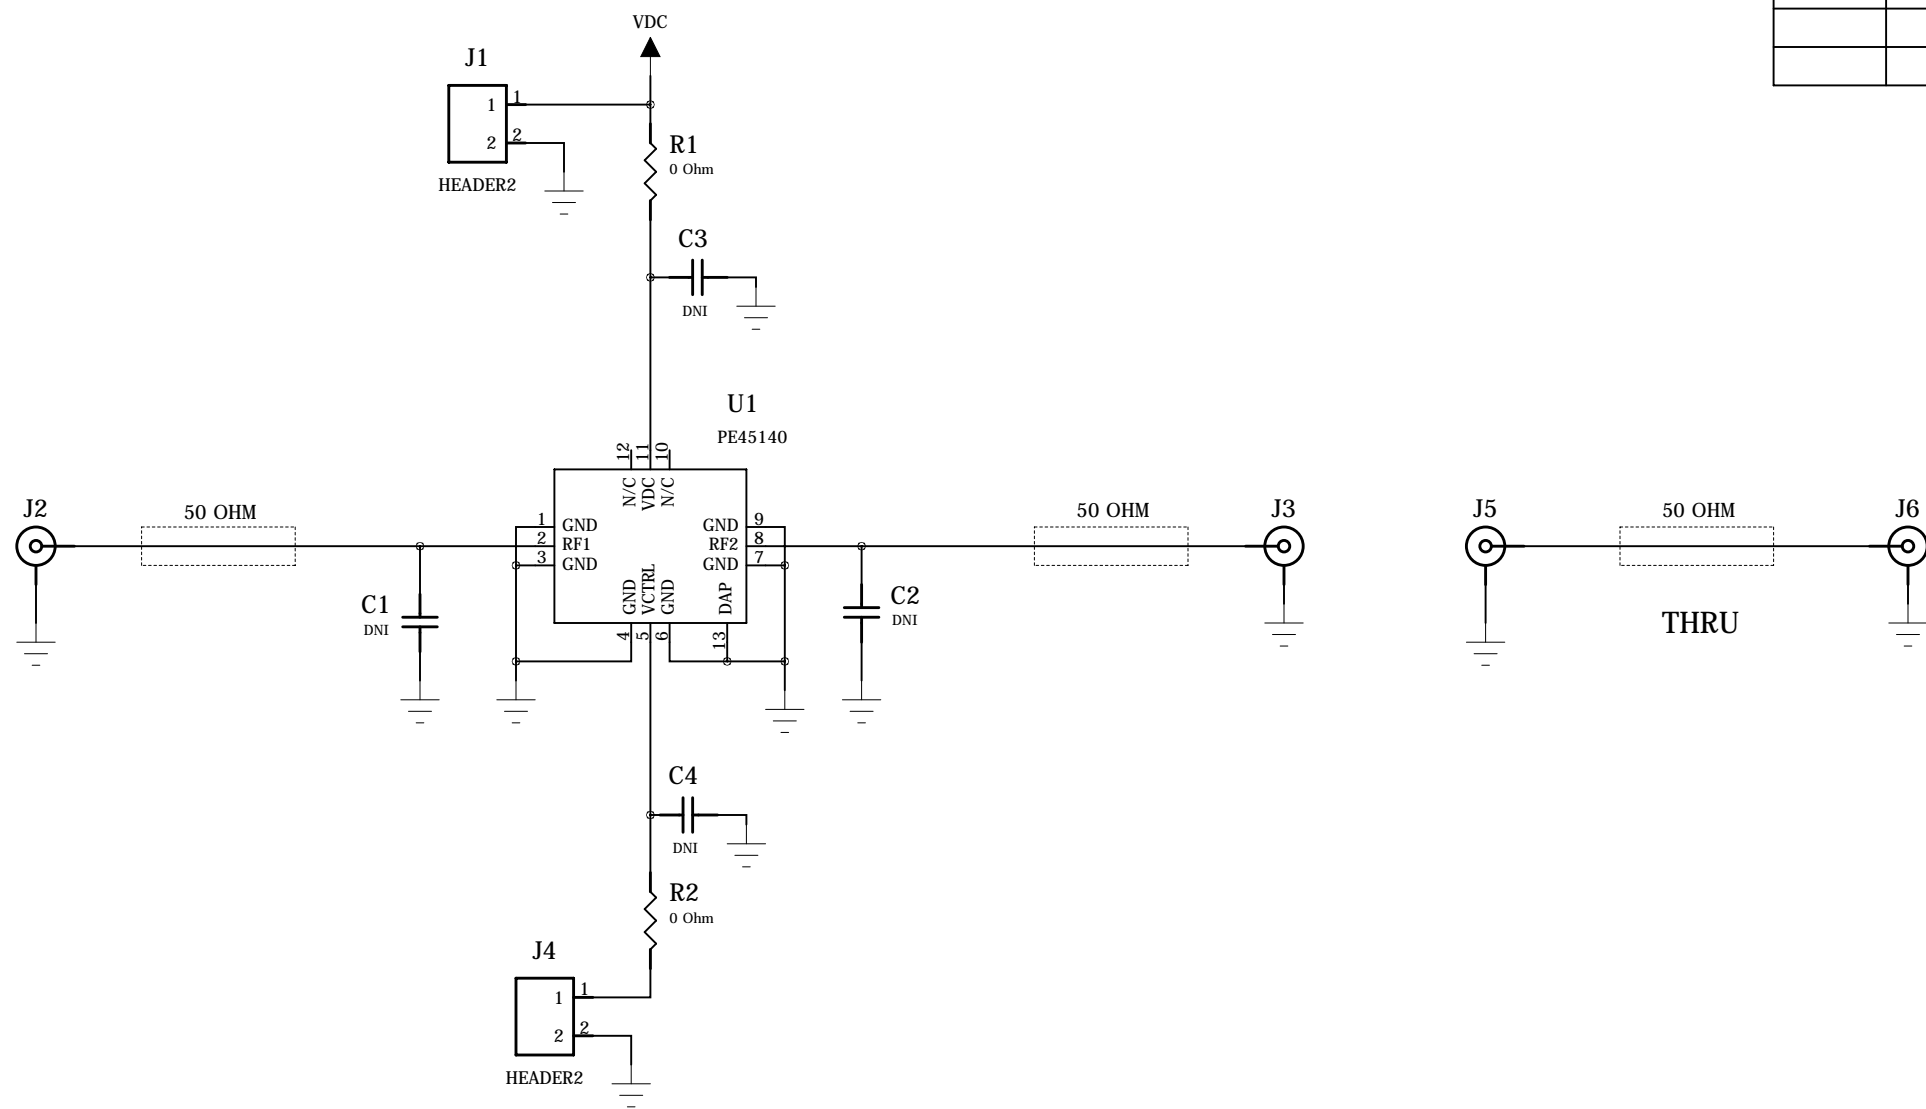 VDC
J1
1 1
2 2
HEADER2
R1
0 Ohm
C3
DNI
U1
PE45140
12 11 10
N/C VDC N/C
J2
50 OHM
1 GND
2 RF1
3 GND
GND 9
RF2 8
GND 7
GND VCTRL GND DAP
4 5 6 13
C1
DNI
C2
DNI
50 OHM
J3
J5
50 OHM
J6
THRU
C4
DNI
R2
0 Ohm
J4
1 1
2 2
HEADER2